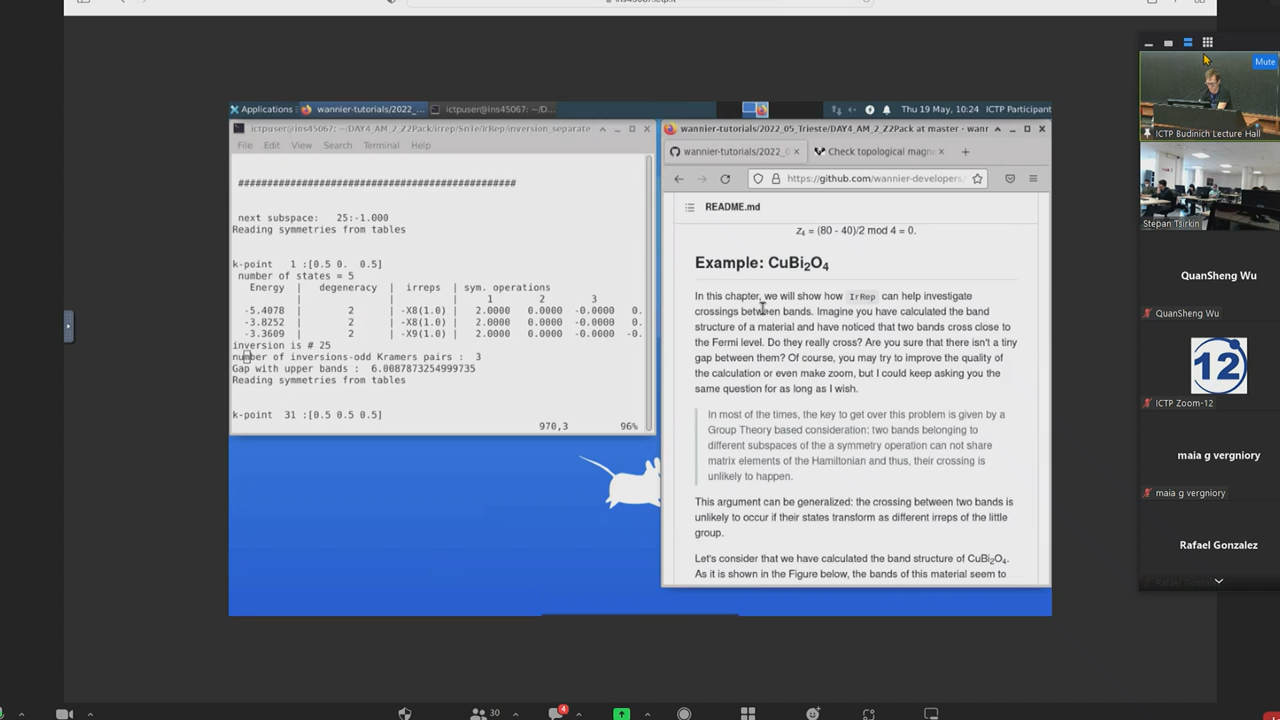 Applications
wannier-tutorials/2022_...
ictpuser@ins45067: ~/D...
Thu 19 May, 10:24
ICTP Participant
ictpuser@ins45067: ~/DAY4_AM_2_Z2Pack/irrep/SnTe/IrRep/inversion_separate
File Edit View Search Terminal Help
################################################
next subspace: 25:-1.000
Reading symmetries from tables
k-point 1 :[0.5 0. 0.5]
number of states = 5
Energy | degeneracy | irreps | sym. operations
| | | 1 2 3
-5.4078 | 2 | -X8(1.0) | 2.0000 0.0000 -0.0000 0.
-3.8252 | 2 | -X8(1.0) | 2.0000 0.0000 -0.0000 0.
-3.3609 | 2 | -X9(1.0) | 2.0000 0.0000 -0.0000 -0.
inversion is # 25
number of inversions-odd Kramers pairs : 3
Gap with upper bands : 6.0087873254999735
Reading symmetries from tables
k-point 31 :[0.5 0.5 0.5]
970,3 96%
wannier-tutorials/2022_05_Trieste/DAY4_AM_2_Z2Pack at master · wanr
wannier-tutorials/2022_0
Check topological magne
https://github.com/wannier-developers.
README.md
z₄ = (80 - 40)/2 mod 4 = 0.
Example: CuBi₂O₄
In this chapter, we will show how IrRep can help investigate
crossings between bands. Imagine you have calculated the band
structure of a material and have noticed that two bands cross close to
the Fermi level. Do they really cross? Are you sure that there isn't a tiny
gap between them? Of course, you may try to improve the quality of
the calculation or even make zoom, but I could keep asking you the
same question for as long as I wish.
In most of the times, the key to get over this problem is given by a
Group Theory based consideration: two bands belonging to
different subspaces of the a symmetry operation can not share
matrix elements of the Hamiltonian and thus, their crossing is
unlikely to happen.
This argument can be generalized: the crossing between two bands is
unlikely to occur if their states transform as different irreps of the little
group.
Let's consider that we have calculated the band structure of CuBi₂O₄.
As it is shown in the Figure below, the bands of this material seem to
Mute
ICTP Budinich Lecture Hall
Stepan Tsirkin
QuanSheng Wu
QuanSheng Wu
12
ICTP Zoom-12
maia g vergniory
maia g vergniory
Rafael Gonzalez
30
4